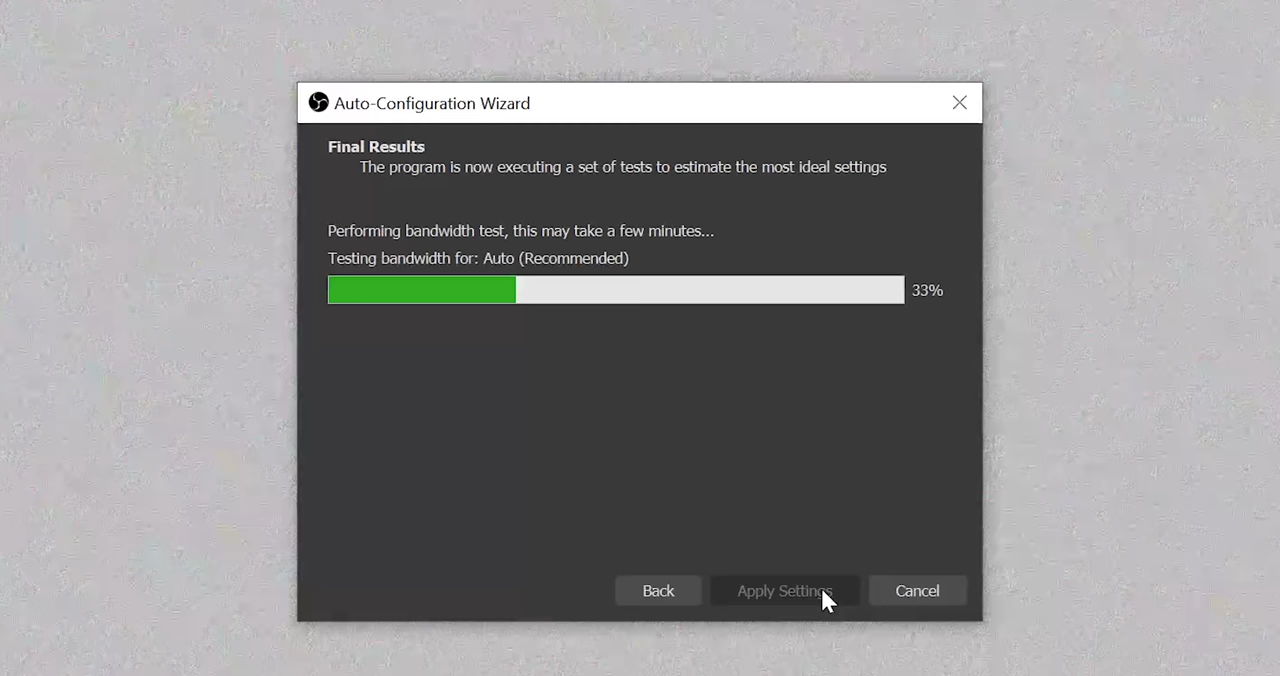 Auto-Configuration Wizard
Final Results
The program is now executing a set of tests to estimate the most ideal settings
Performing bandwidth test, this may take a few minutes...
Testing bandwidth for: Auto (Recommended)
33%
Back Apply Settings Cancel